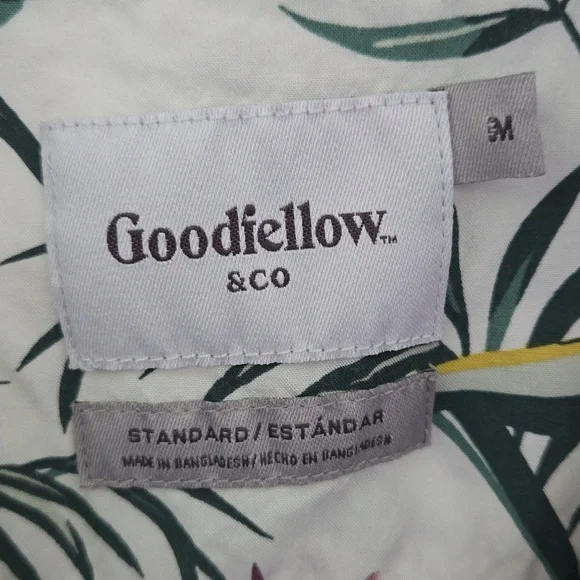 M
Goodfellow™
&CO
STANDARD/ESTÁNDAR
MADE IN BANGLADESH/HECHO EN BANGLADESH